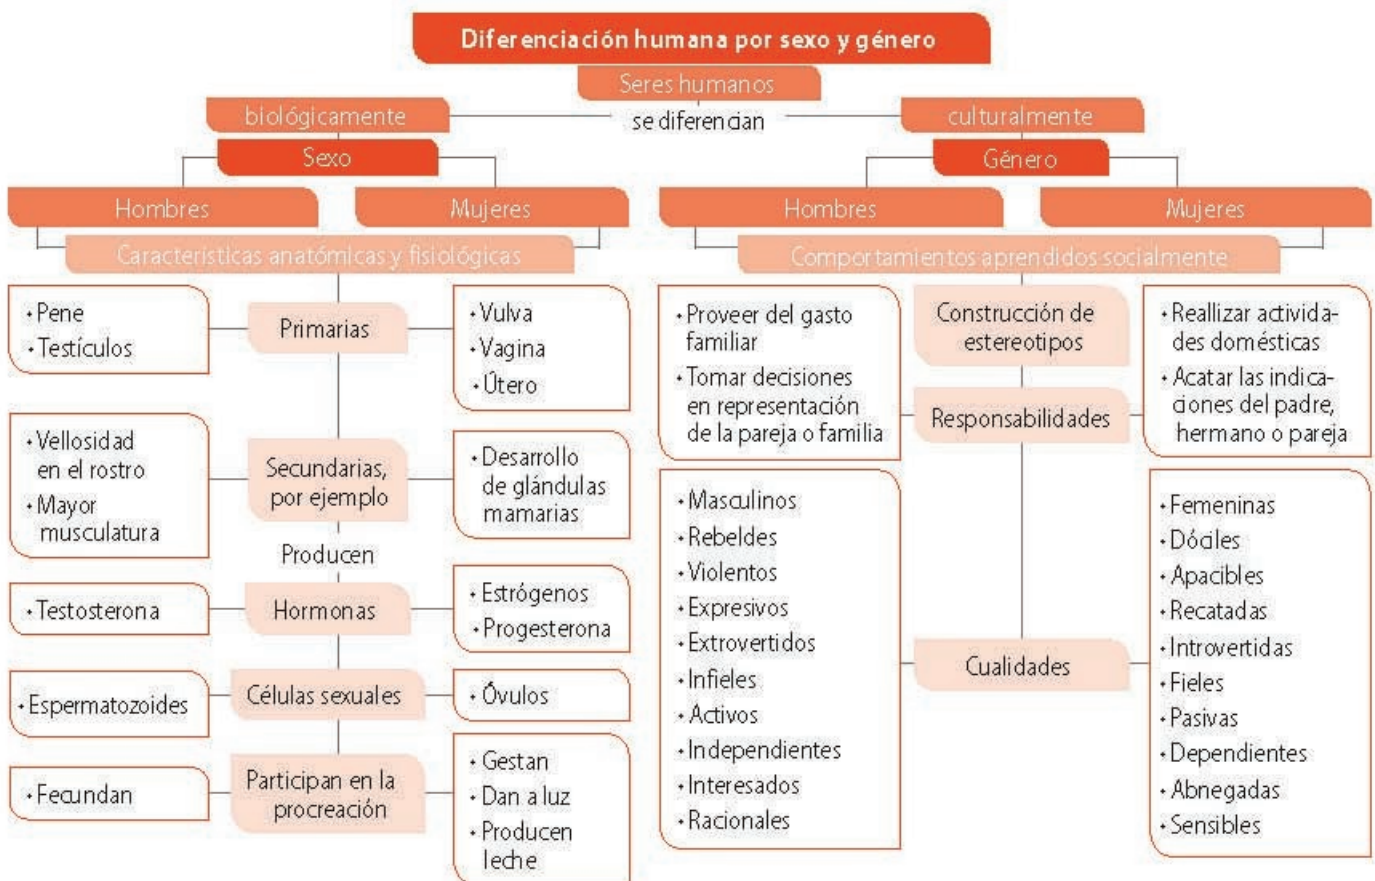 Diferenciación humana por sexo y género
Seres humanos
biológicamente
se diferencian
culturalmente
Sexo
Género
Hombres
Mujeres
Hombres
Mujeres
Características anatómicas y fisiológicas
Comportamientos aprendidos socialmente
• Pene
• Testículos
Primarias
• Vulva
• Vagina
• Útero
• Vellosidad
en el rostro
• Mayor
musculatura
Secundarias,
por ejemplo
• Desarrollo
de glándulas
mamarias
Producen
• Testosterona
Hormonas
• Estrógenos
• Progesterona
• Espermatozoides
Células sexuales
• Óvulos
• Fecundan
Participan en la
procreación
• Gestan
• Dan a luz
• Producen
leche
• Proveer del gasto
familiar
• Tomar decisiones
en representación
de la pareja o familia
Construcción de
estereotipos
Responsabilidades
• Reallizar activida-
des domésticas
• Acatar las indica-
ciones del padre,
hermano o pareja
• Masculinos
• Rebeldes
• Violentos
• Expresivos
• Extrovertidos
• Infieles
• Activos
• Independientes
• Interesados
• Racionales
Cualidades
• Femeninas
• Dóciles
• Apacibles
• Recatadas
• Introvertidas
• Fieles
• Pasivas
• Dependientes
• Abnegadas
• Sensibles